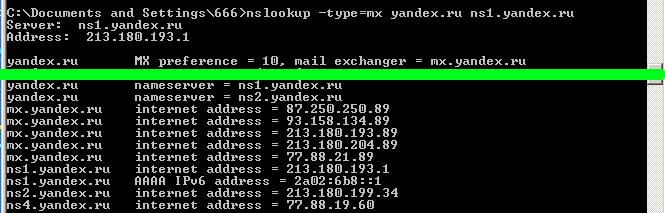 C:\Documents and Settings\666>nslookup -type=mx yandex.ru ns1.yandex.ru
Server:  ns1.yandex.ru
Address:  213.180.193.1

yandex.ru       MX preference = 10, mail exchanger = mx.yandex.ru
yandex.ru       nameserver = ns1.yandex.ru
yandex.ru       nameserver = ns2.yandex.ru
mx.yandex.ru    internet address = 87.250.250.89
mx.yandex.ru    internet address = 93.158.134.89
mx.yandex.ru    internet address = 213.180.193.89
mx.yandex.ru    internet address = 213.180.204.89
mx.yandex.ru    internet address = 77.88.21.89
ns1.yandex.ru   internet address = 213.180.193.1
ns1.yandex.ru   AAAA IPv6 address = 2a02:6b8::1
ns2.yandex.ru   internet address = 213.180.199.34
ns4.yandex.ru   internet address = 77.88.19.60